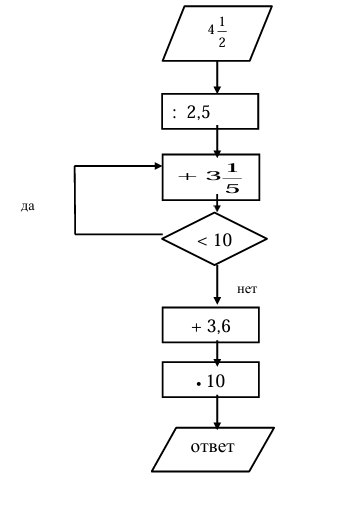 4 1/2
: 2,5
+ 3 1/5
да
< 10
нет
+ 3,6
• 10
ответ